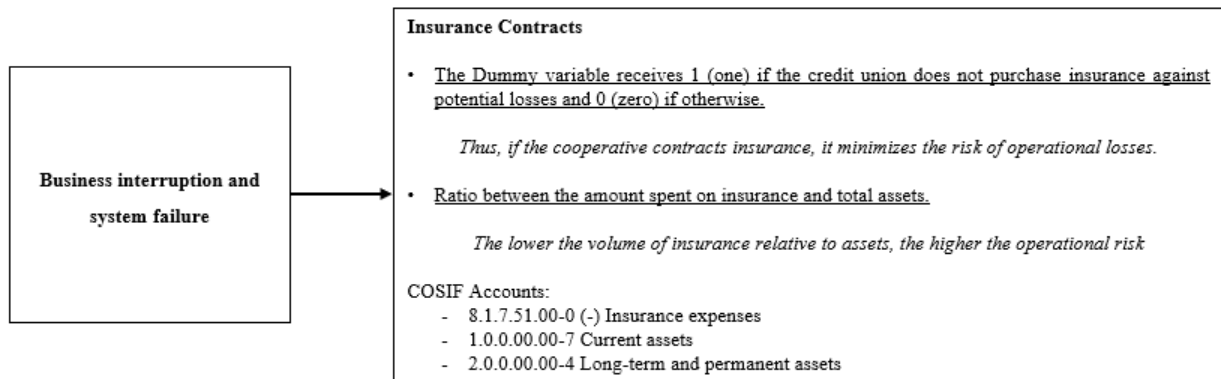 Business interruption and
system failure
Insurance Contracts
• The Dummy variable receives 1 (one) if the credit union does not purchase insurance against
potential losses and 0 (zero) if otherwise.
Thus, if the cooperative contracts insurance, it minimizes the risk of operational losses.
• Ratio between the amount spent on insurance and total assets.
The lower the volume of insurance relative to assets, the higher the operational risk
COSIF Accounts:
- 8.1.7.51.00-0 (-) Insurance expenses
- 1.0.0.00.00-7 Current assets
- 2.0.0.00.00-4 Long-term and permanent assets